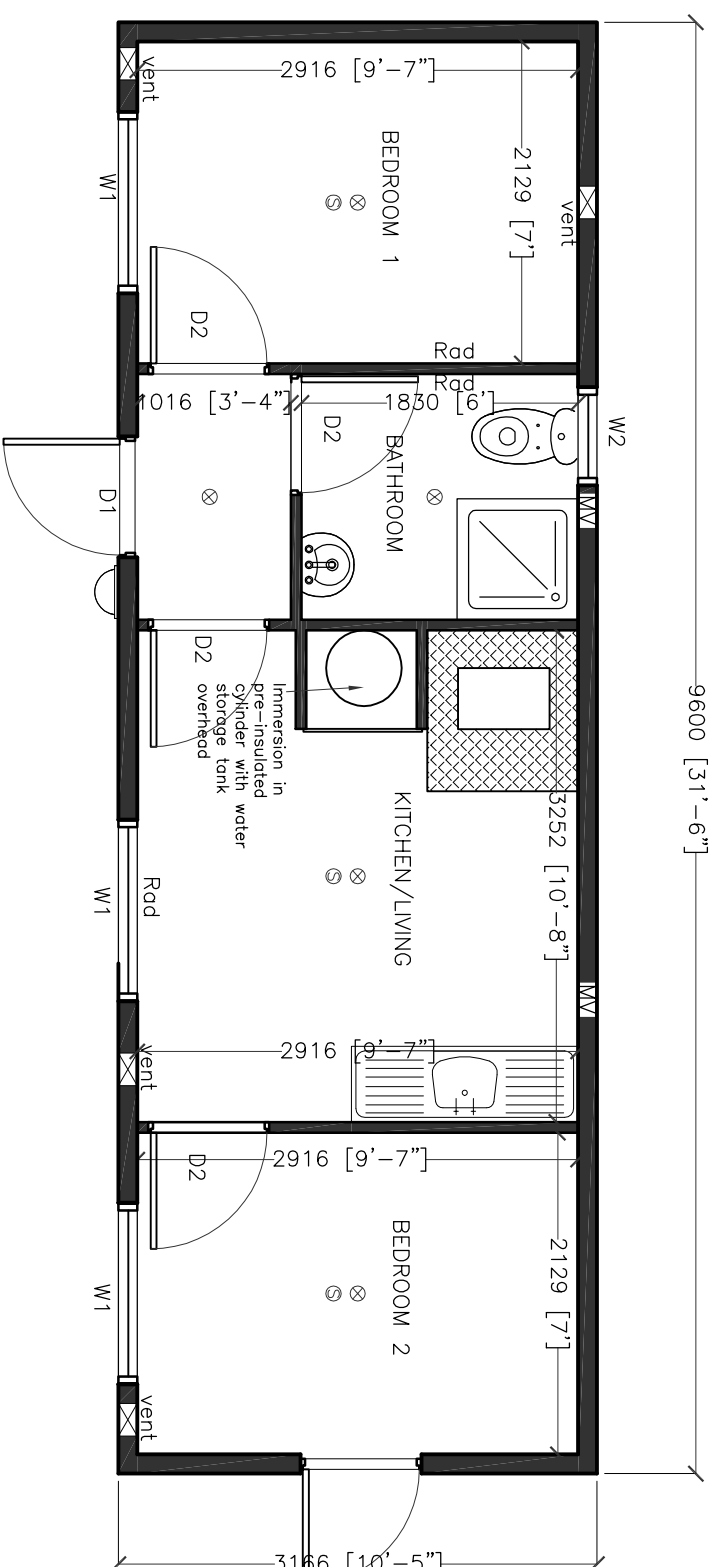 2916 [9'-7"]
vent
W1
BEDROOM 1
2129 [7']
vent
S
D2
Rad
Rad
1016 [3'-4"]
1830 [6']
D2
BATHROOM
W2
D1
D2
Immersion in
pre-insulated
cylinder with water
storage tank
overhead
9600 [31'-6"]
KITCHEN/LIVING
3252 [10'-8"]
S
Rad
W1
MV
MV
vent
2916 [9'-7"]
2916 [9'-7"]
D2
BEDROOM 2
2129 [7']
S
W1
vent
3166 [10'-5"]